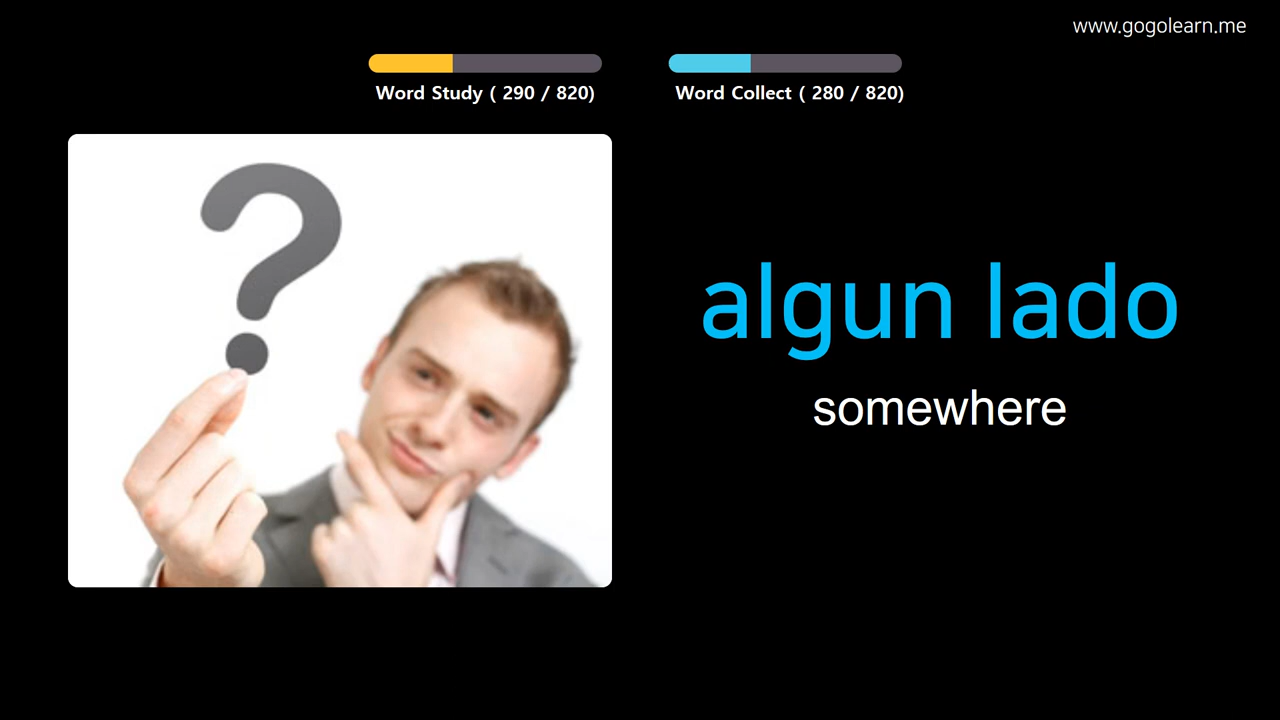 www.gogolearn.me
Word Study ( 290 / 820)
Word Collect ( 280 / 820)
?
algun lado
somewhere